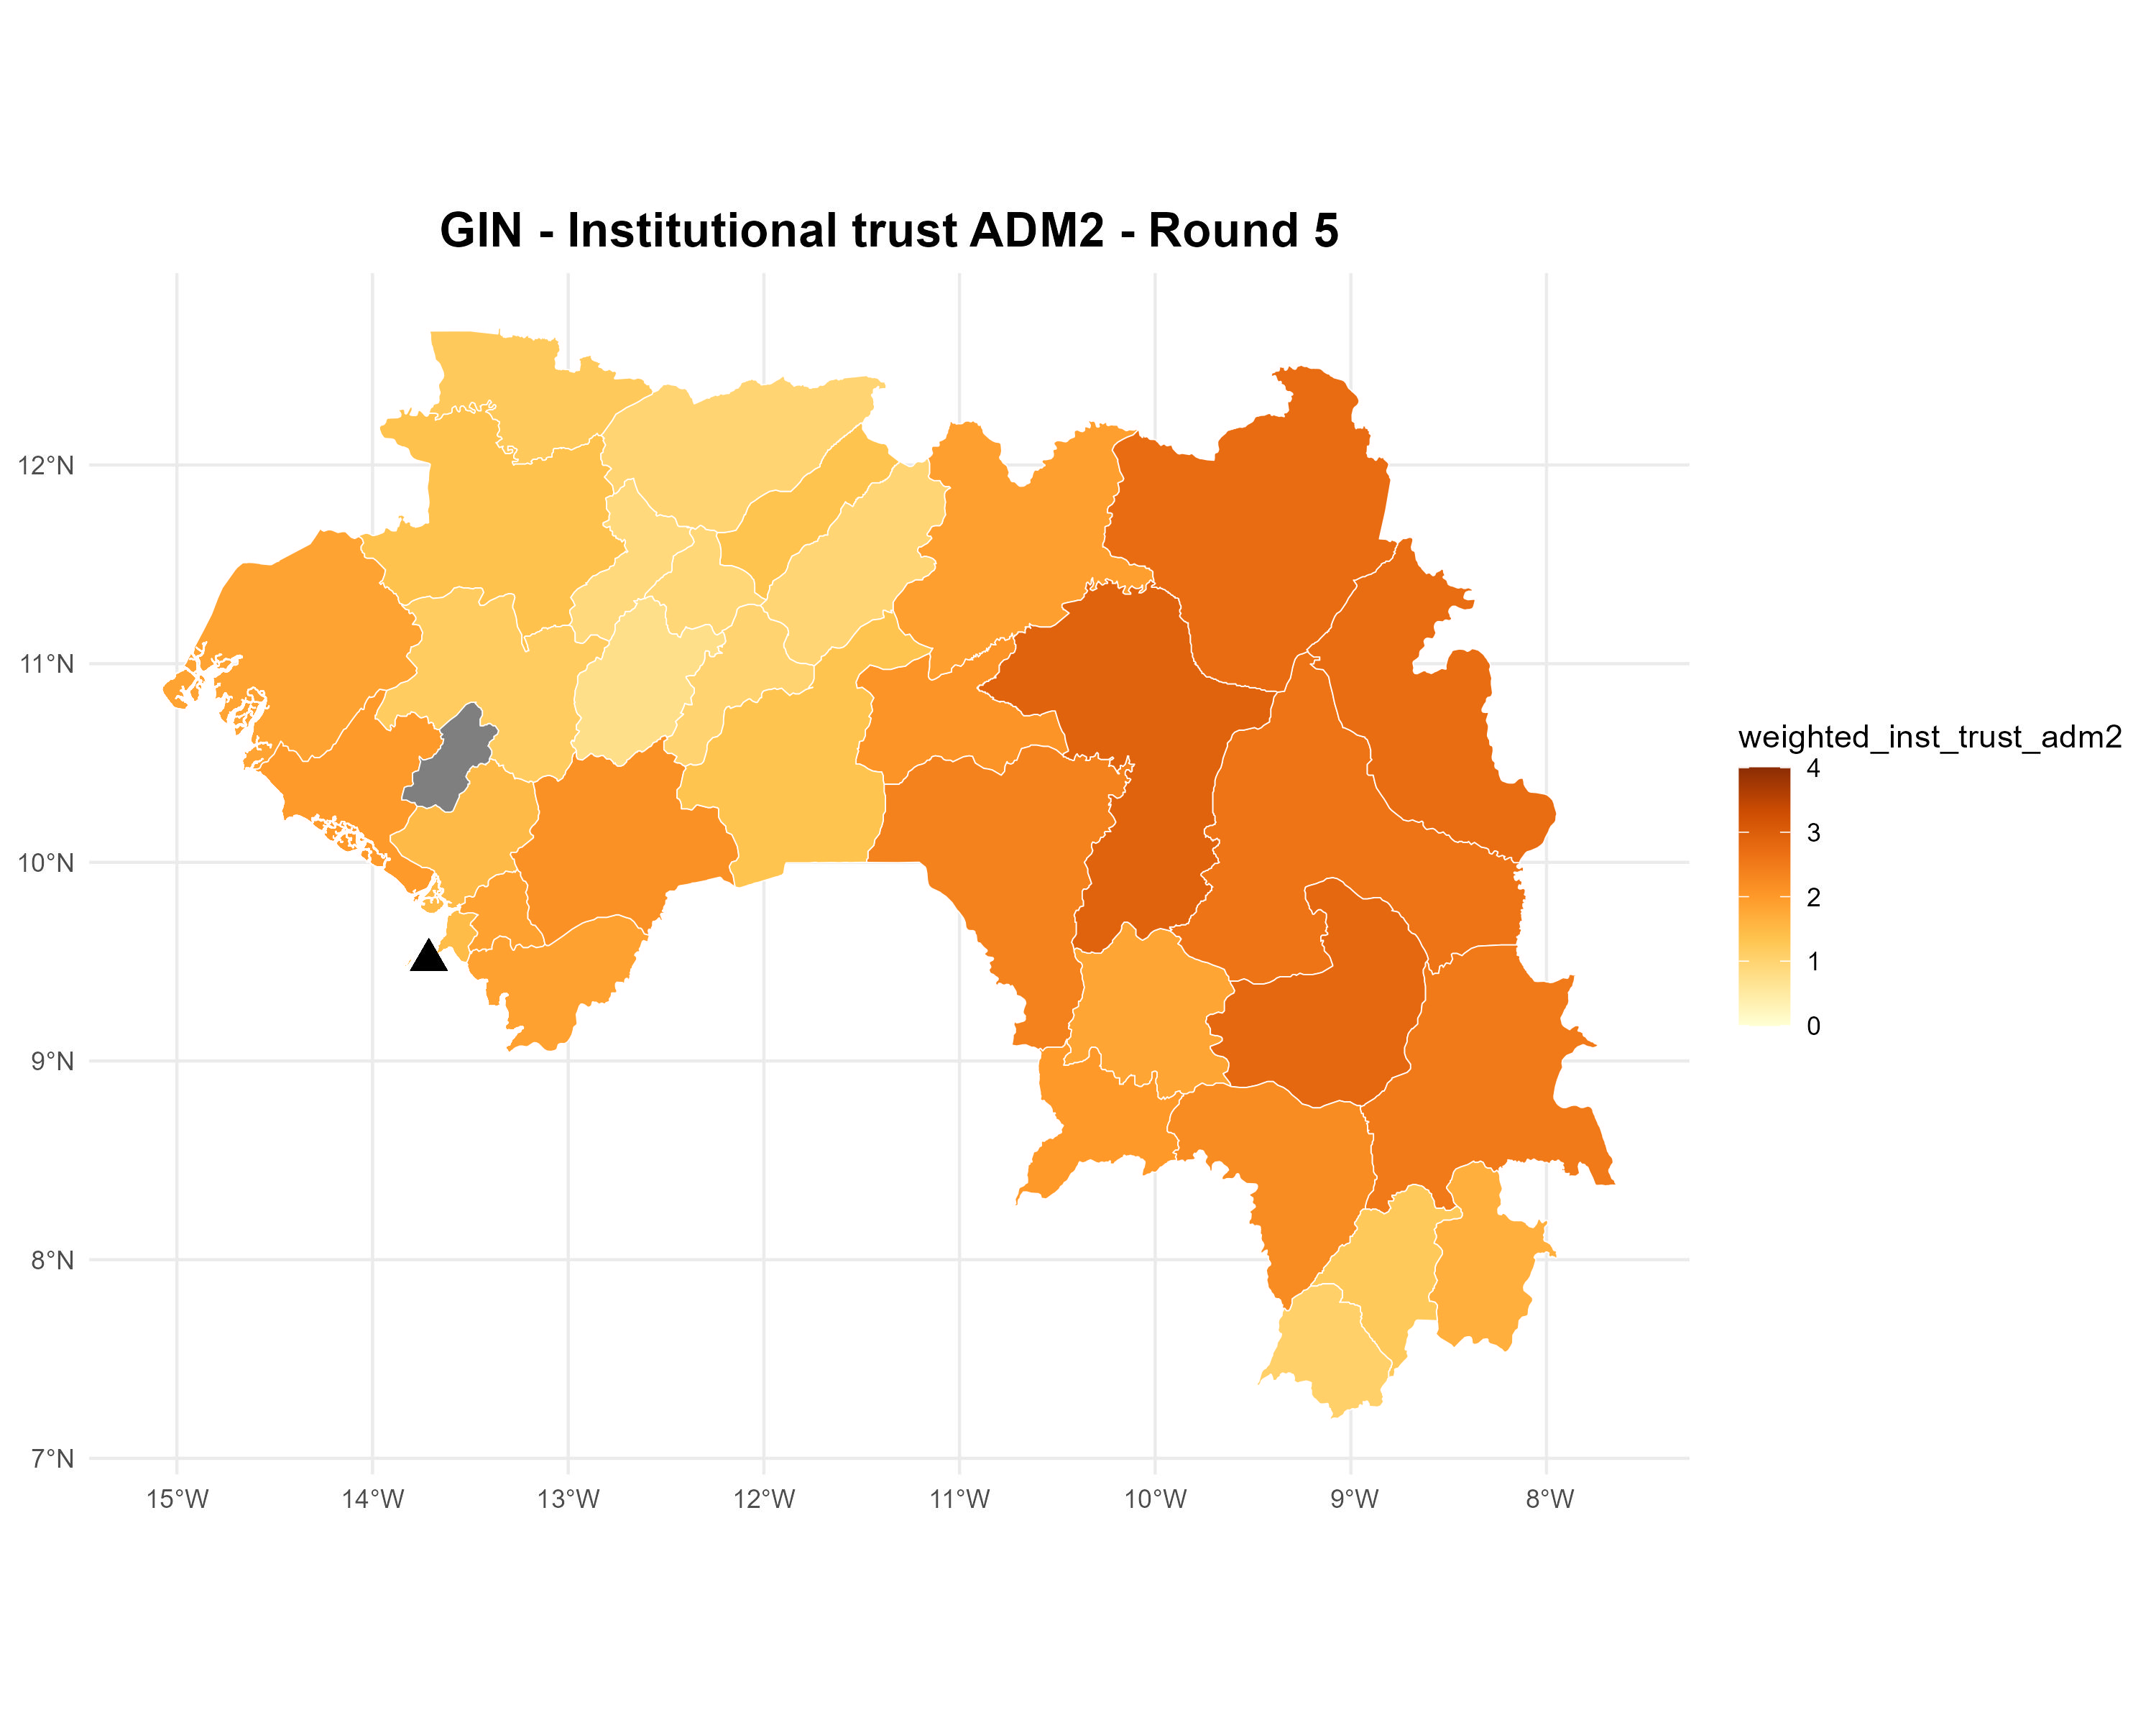 GIN - Institutional trust ADM2 - Round 5
12°N
11°N
10°N
9°N
8°N
7°N
15°W
14°W
13°W
12°W
11°W
10°W
9°W
8°W
weighted_inst_trust_adm2
4
3
2
1
0